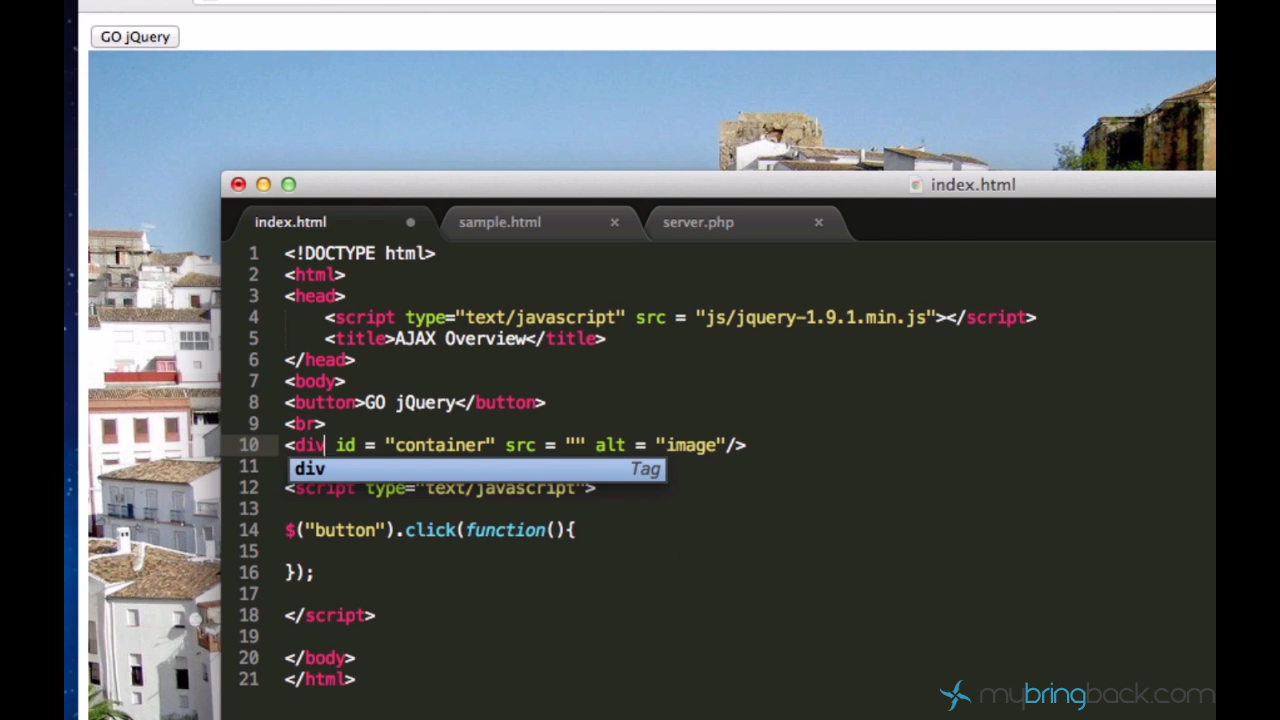 GO jQuery
index.html
index.html sample.html × server.php ×
1 <!DOCTYPE html>
2 <html>
3 <head>
4 <script type="text/javascript" src = "js/jquery-1.9.1.min.js"></script>
5 <title>AJAX Overview</title>
6 </head>
7 <body>
8 <button>GO jQuery</button>
9 <br>
10 <div id = "container" src = "" alt = "image"/>
11 div Tag
12 <script type="text/javascript">
13
14 $("button").click(function(){
15
16 });
17
18 </script>
19
20 </body>
21 </html>
mybringback.com